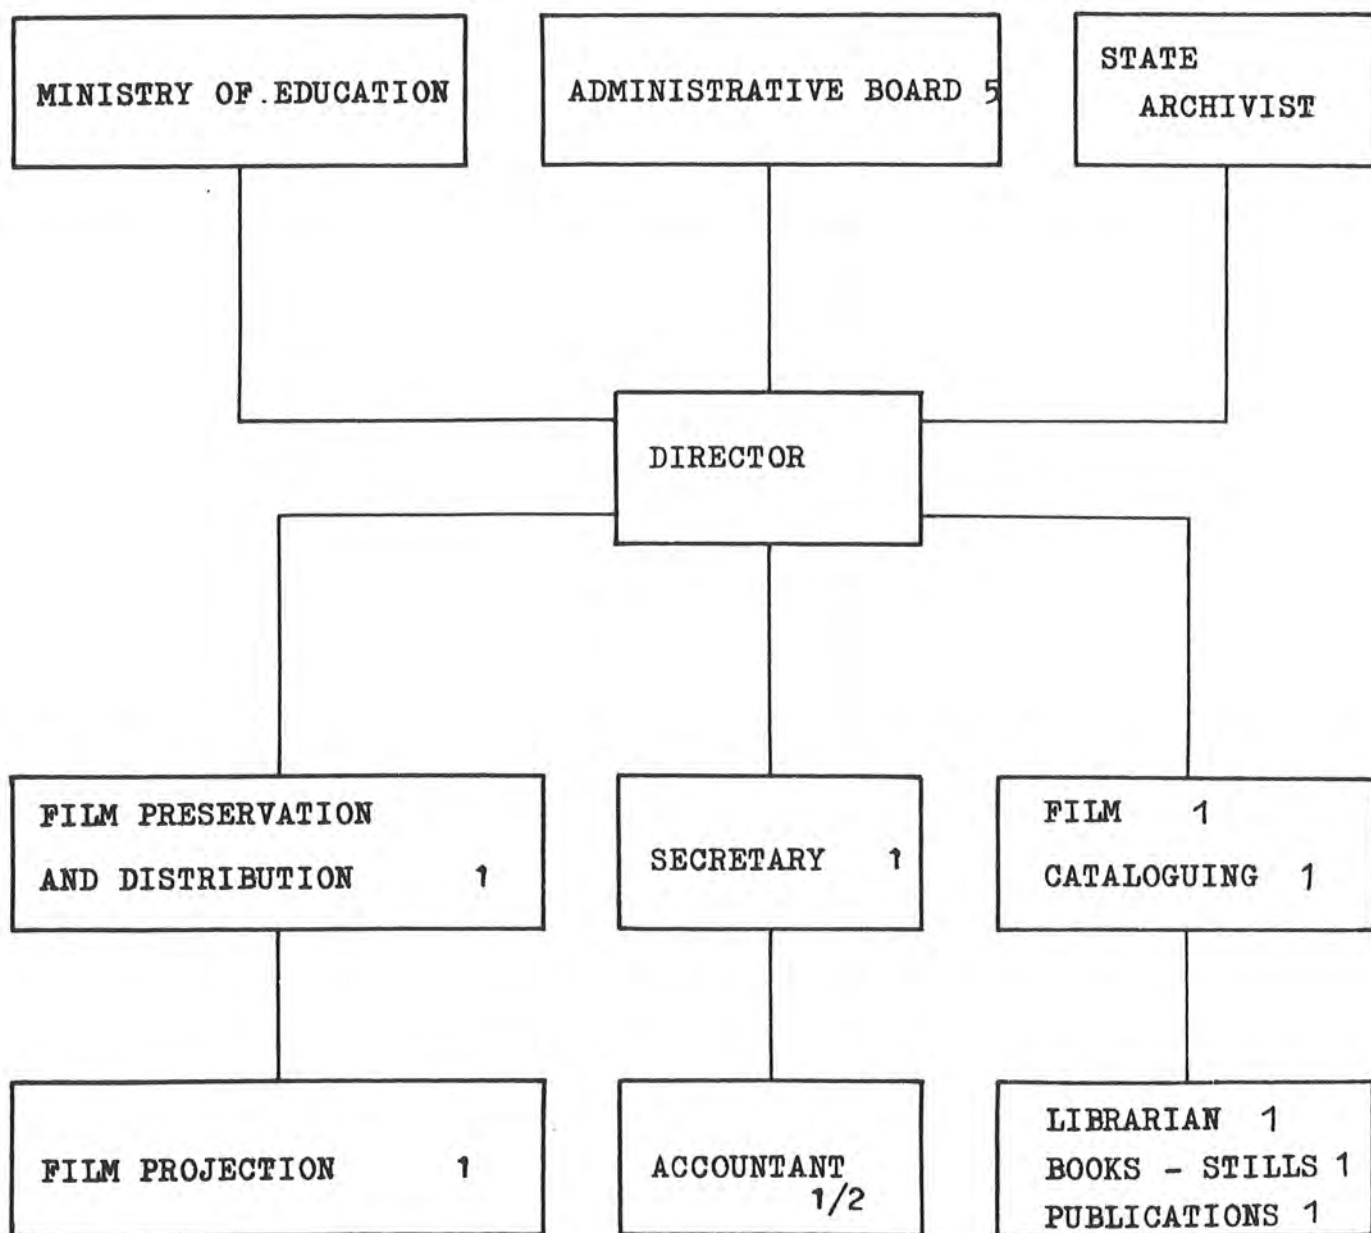 MINISTRY OF.EDUCATION
ADMINISTRATIVE BOARD 5
STATE
ARCHIVIST
DIRECTOR
FILM PRESERVATION
AND DISTRIBUTION 1
SECRETARY 1
FILM 1
CATALOGUING 1
FILM PROJECTION 1
ACCOUNTANT
1/2
LIBRARIAN 1
BOOKS - STILLS 1
PUBLICATIONS 1